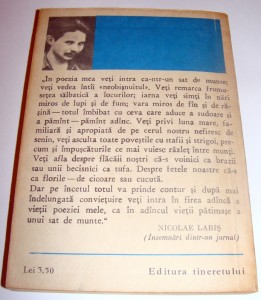 „In poezia mea veți intra ca-ntr-un sat de munte:
veți vedea întîi «neobișnuitul». Veți remarca frumu-
sețea sălbatică a locurilor; iarna veți simți în nări
miros de lupi și de fum; vara miros de fîn și de ră-
șină — totul îmbibat cu ceva care aduce a sudoare și
a pămînt — pămînt adînc. Veți privi luna mare, fa-
miliară și apropiată de pe cerul nostru nefiresc de
senin, veți asculta toate poveștile cu stafii și strigoi, pre-
cum și împușcăturile ce mai vuiesc răzleț între munți.
Veți afla despre flăcăii noștri că-s voinici ca brazii
sau unii becisnici ca tufa. Despre fetele noastre că-s
ca florile — de cicoare sau cucută.
Dar pe încetul totul va prinde contur și după mai
îndelungată conviețuire veți intra în firea adîncă a
vieții poeziei mele, ca în adîncul vieții pătimașe a
unui sat de munte."
NICOLAE LABIȘ
(Însemnări dintr-un jurnal)
Lei 3,50
Editura tineretului